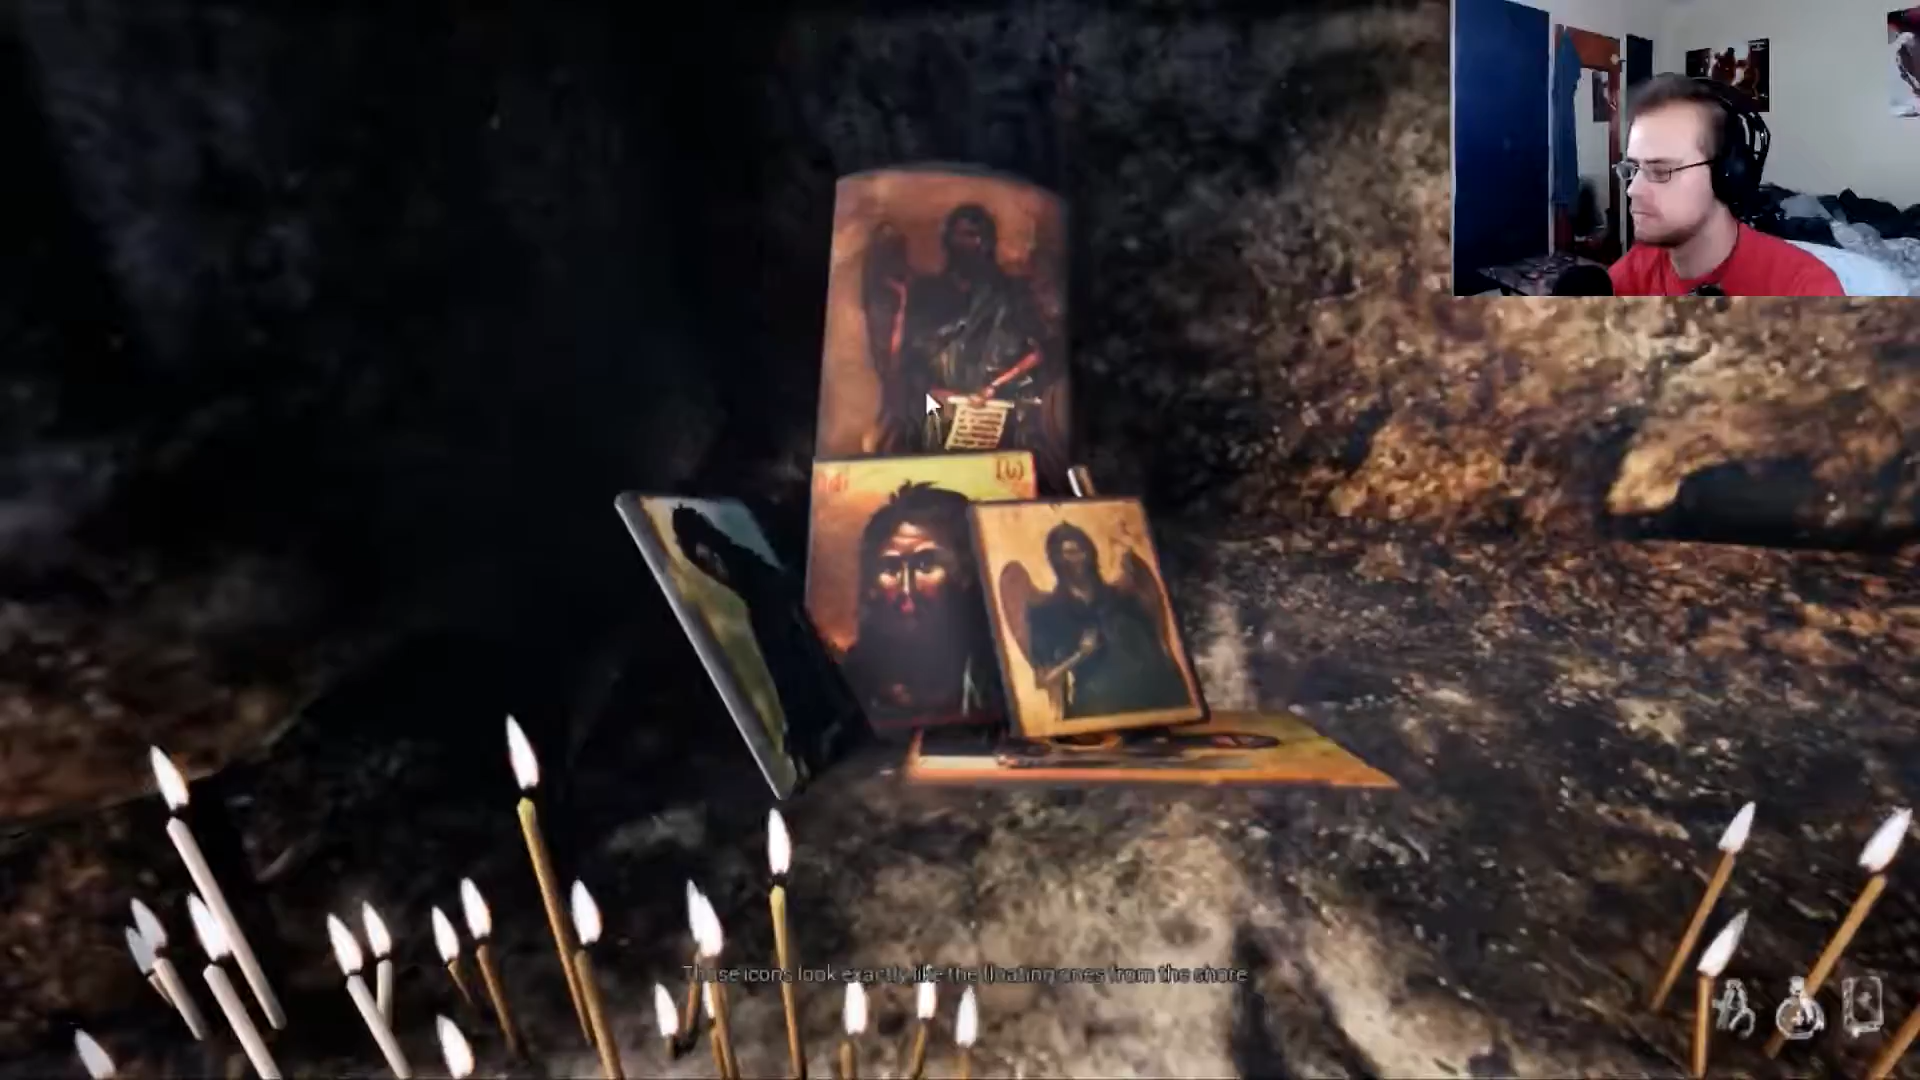 Those icons look exactly like the floating ones from the shore